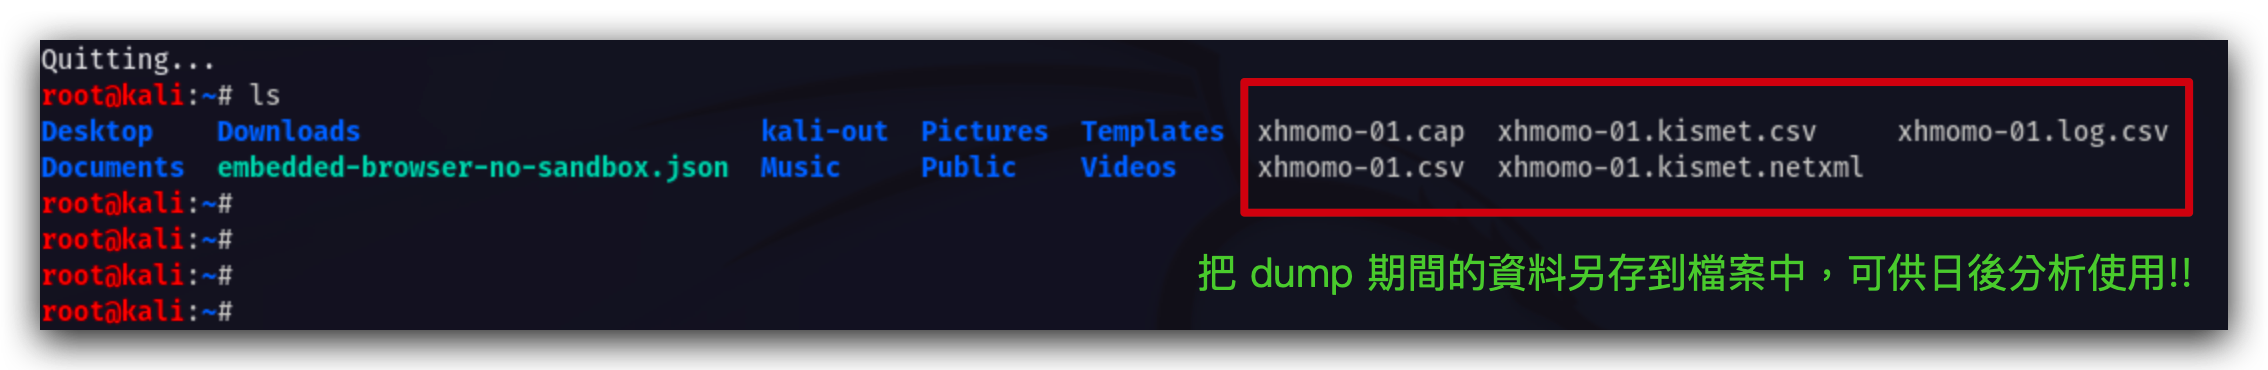 Quitting...
root@kali:~# ls
Desktop    Downloads                         kali-out  Pictures  Templates  xhmomo-01.cap  xhmomo-01.kismet.csv     xhmomo-01.log.csv
Documents  embedded-browser-no-sandbox.json  Music     Public    Videos     xhmomo-01.csv  xhmomo-01.kismet.netxml
root@kali:~#
root@kali:~#
root@kali:~#
root@kali:~#
把 dump 期間的資料另存到檔案中，可供日後分析使用!!